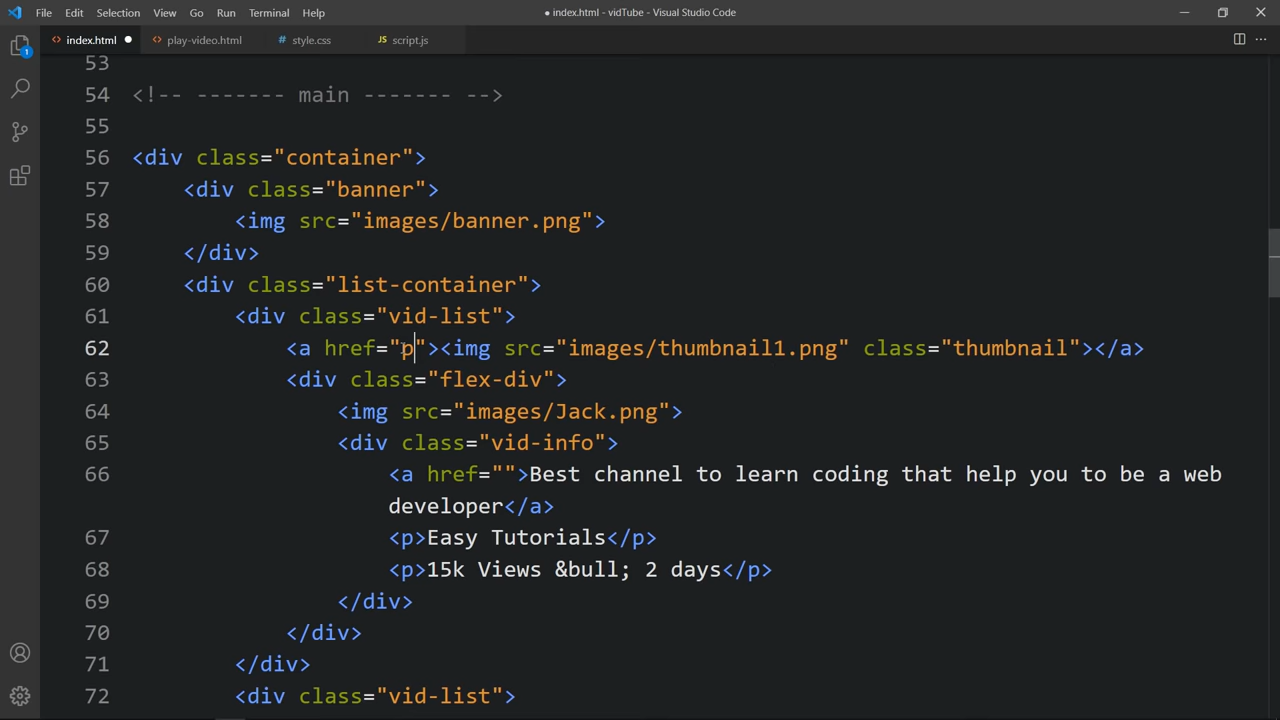 File Edit Selection View Go Run Terminal Help ● index.html - vidTube - Visual Studio Code
index.html play-video.html style.css JS script.js
1
53
54 <!-- ------- main ------- -->
55
56 <div class="container">
57 <div class="banner">
58 <img src="images/banner.png">
59 </div>
60 <div class="list-container">
61 <div class="vid-list">
62 <a href="p"><img src="images/thumbnail1.png" class="thumbnail"></a>
63 <div class="flex-div">
64 <img src="images/Jack.png">
65 <div class="vid-info">
66 <a href="">Best channel to learn coding that help you to be a web
developer</a>
67 <p>Easy Tutorials</p>
68 <p>15k Views &bull; 2 days</p>
69 </div>
70 </div>
71 </div>
72 <div class="vid-list">